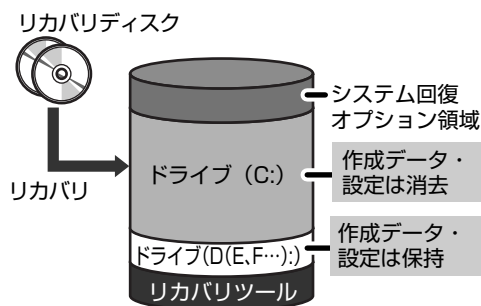 リカバリディスク
システム回復
オプション領域
ドライブ（C:）
作成データ・
設定は消去
リカバリ
ドライブ(D(E、F…):)
作成データ・
設定は保持
リカバリツール